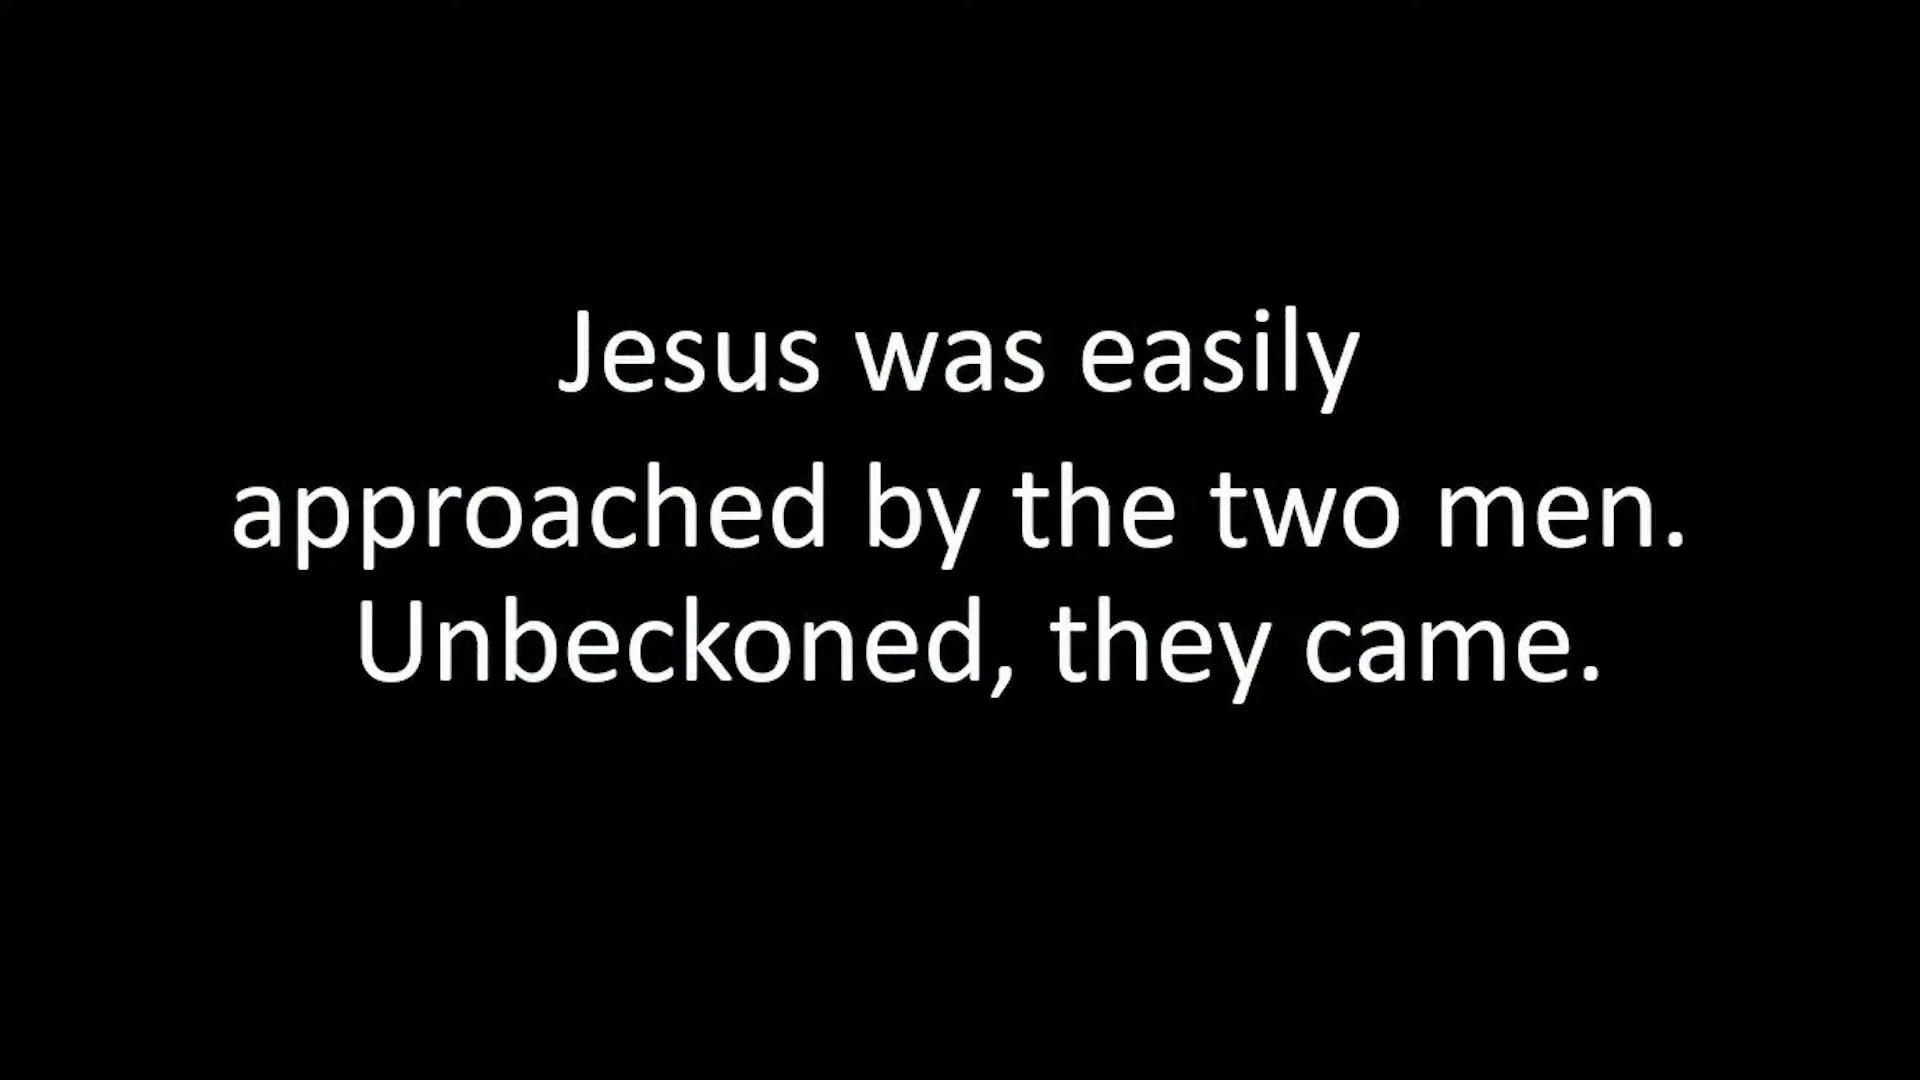 Jesus was easily
approached by the two men.
Unbeckoned, they came.